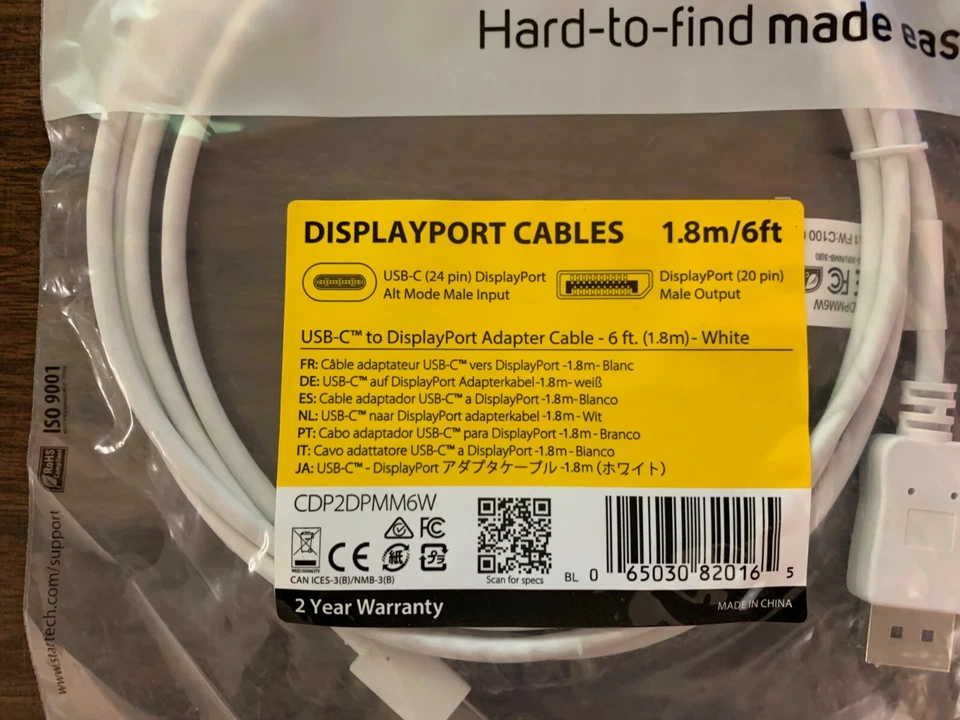 Hard-to-find made eas
DISPLAYPORT CABLES 1.8m/6ft
USB-C (24 pin) DisplayPort
Alt Mode Male Input
DisplayPort (20 pin)
Male Output
USB-C™ to DisplayPort Adapter Cable - 6 ft. (1.8m) - White
FR: Câble adaptateur USB-C™ vers DisplayPort -1.8m- Blanc
DE: USB-C™ auf DisplayPort Adapterkabel -1.8m- weiß
ES: Cable adaptador USB-C™ a DisplayPort -1.8m-Blanco
NL: USB-C™ naar DisplayPort adapterkabel -1.8m- Wit
PT: Cabo adaptador USB-C™ para DisplayPort -1.8m - Branco
IT: Cavo adattatore USB-C™ a DisplayPort -1.8m - Bianco
JA: USB-C™ - DisplayPort アダプタケーブル -1.8m (ホワイト)
CDP2DPMM6W
FC
CE
紙
プラ
CAN ICES-3(B)/NMB-3(B)
Scan for specs
BL 0 65030 82016 5
2 Year Warranty
MADE IN CHINA
ISO 9001
RoHS
www.startech.com/support
FW:C100
DPMM6W
FC